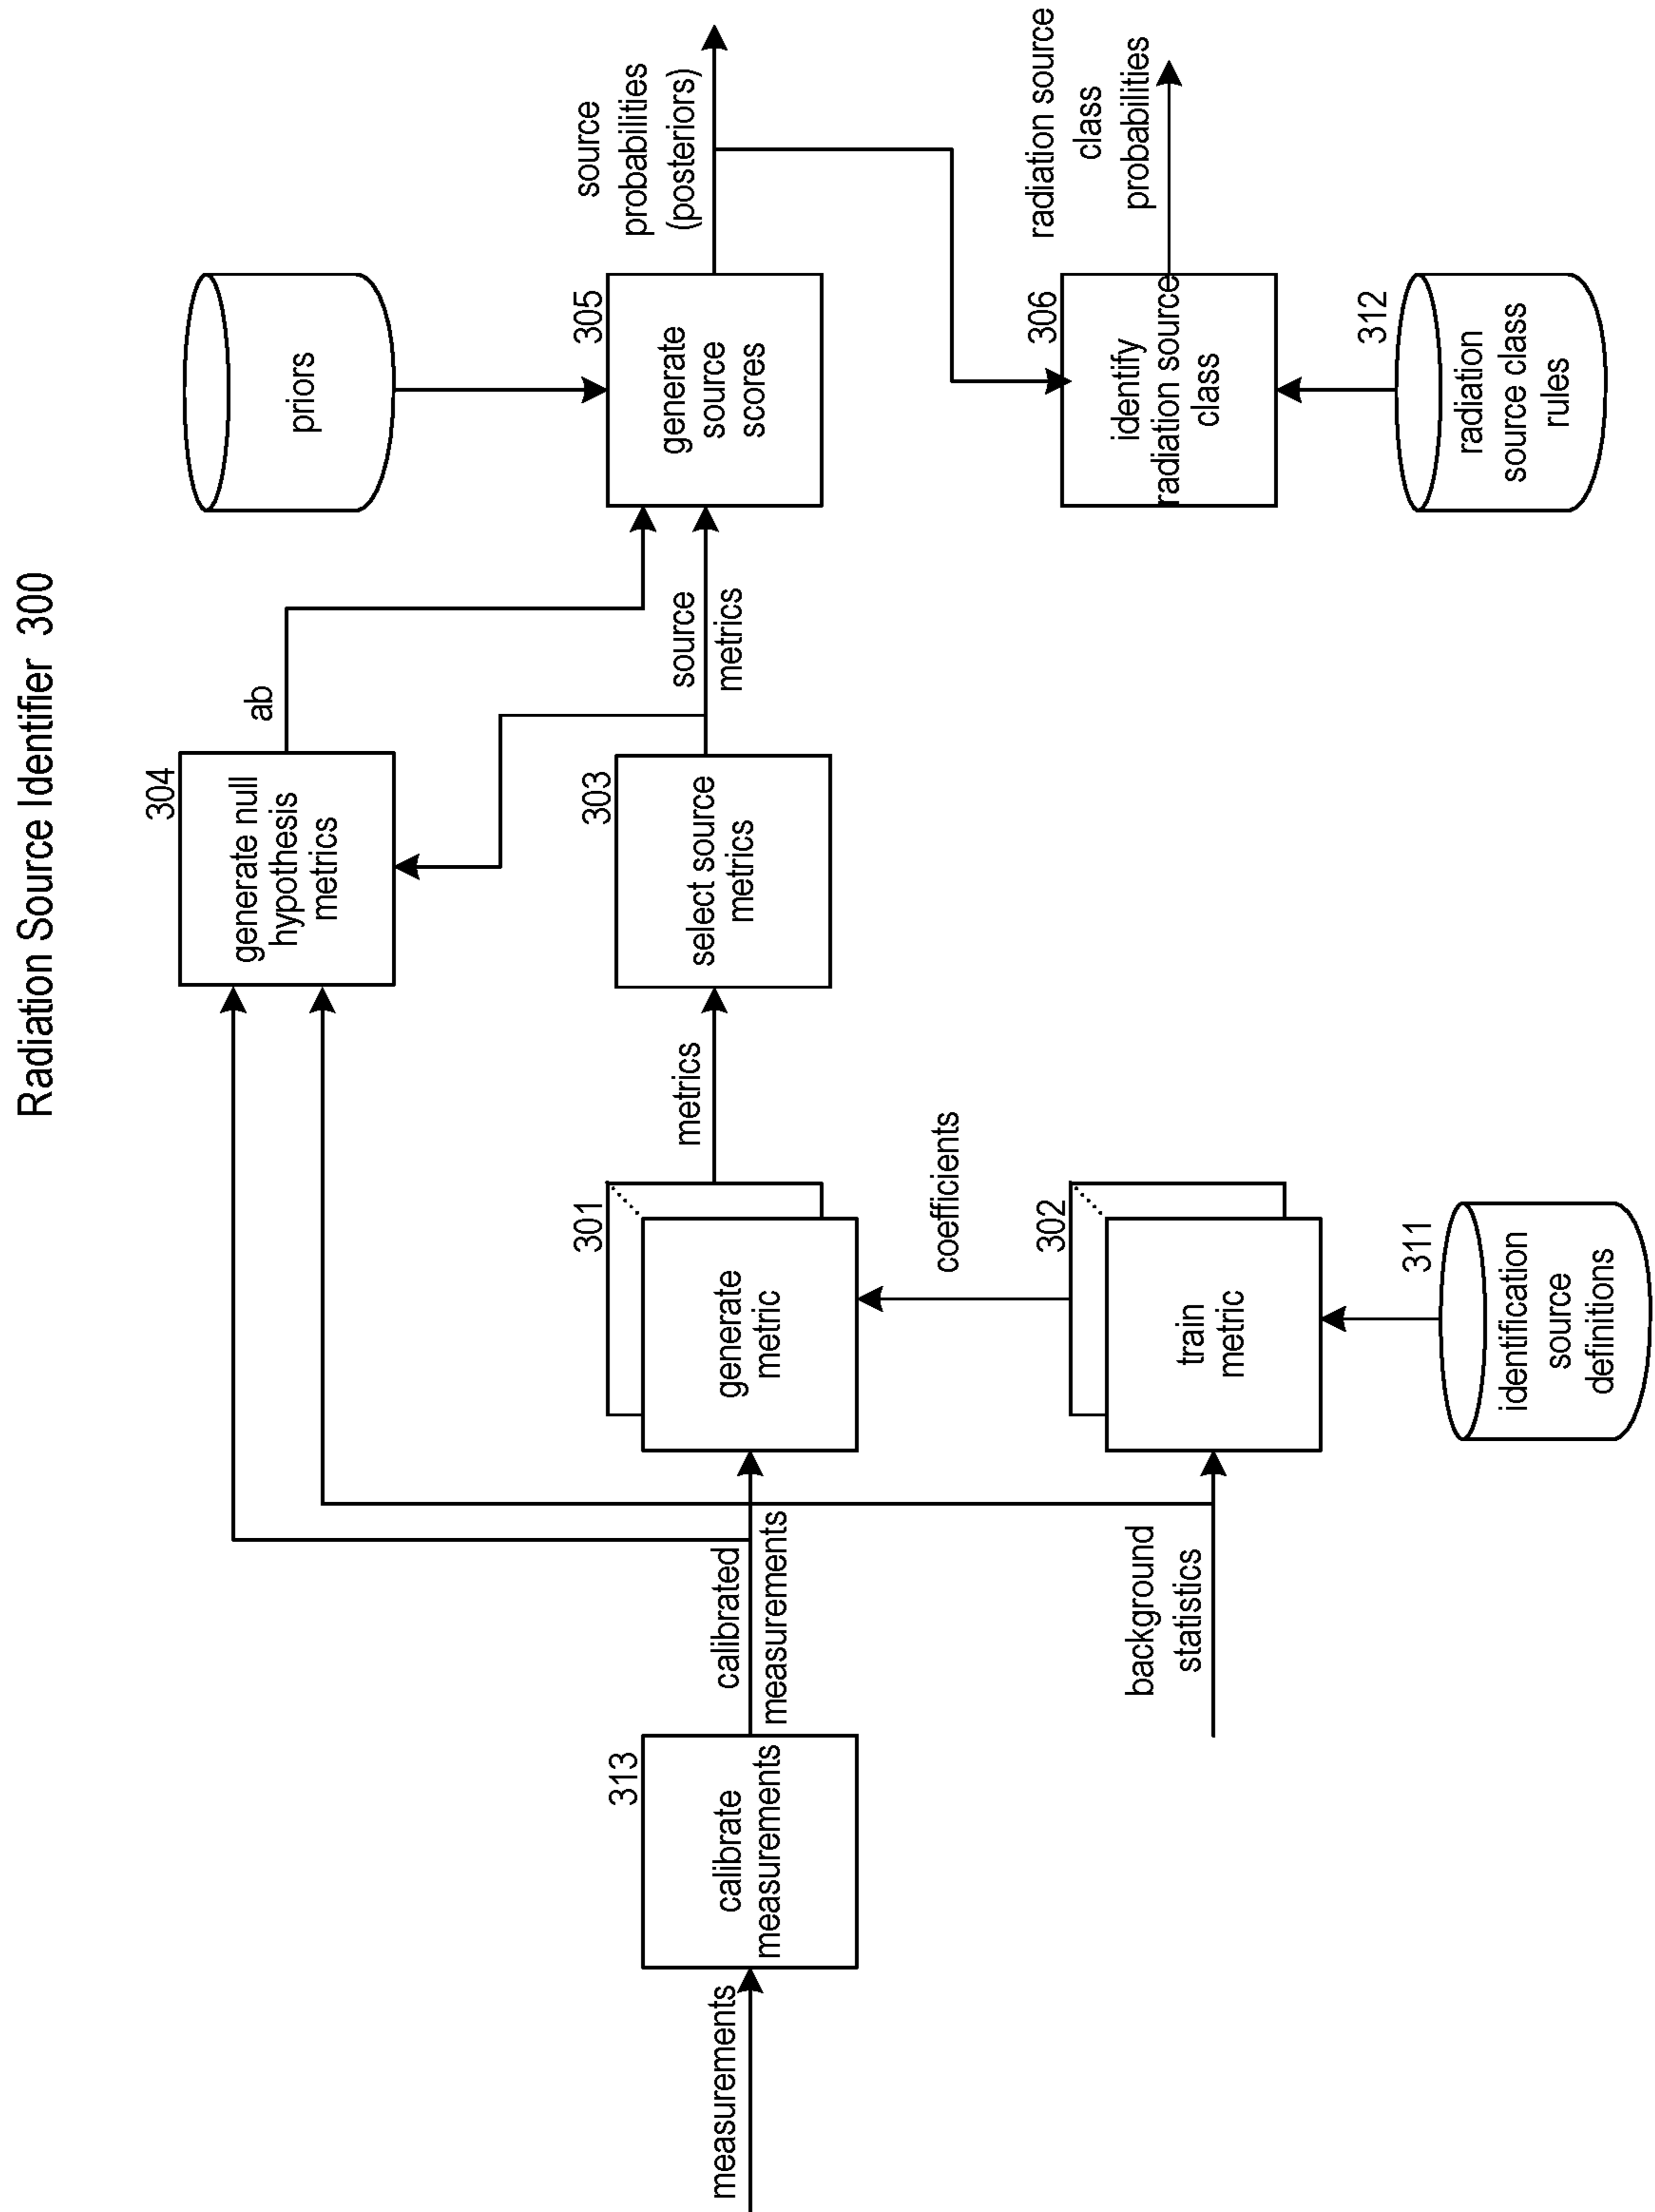 Radiation Source Identifier 300
measurements
313
calibrate
measurements
calibrated
measurements
background
statistics
301
generate
metric
coefficients
302
train
metric
311
identification
source
definitions
metrics
304
generate null
hypothesis
metrics
303
select source
metrics
ab
source
metrics
priors
305
generate
source
scores
306
identify
radiation source
class
312
radiation
source class
rules
source
probabilities
(posteriors)
radiation source
class
probabilities